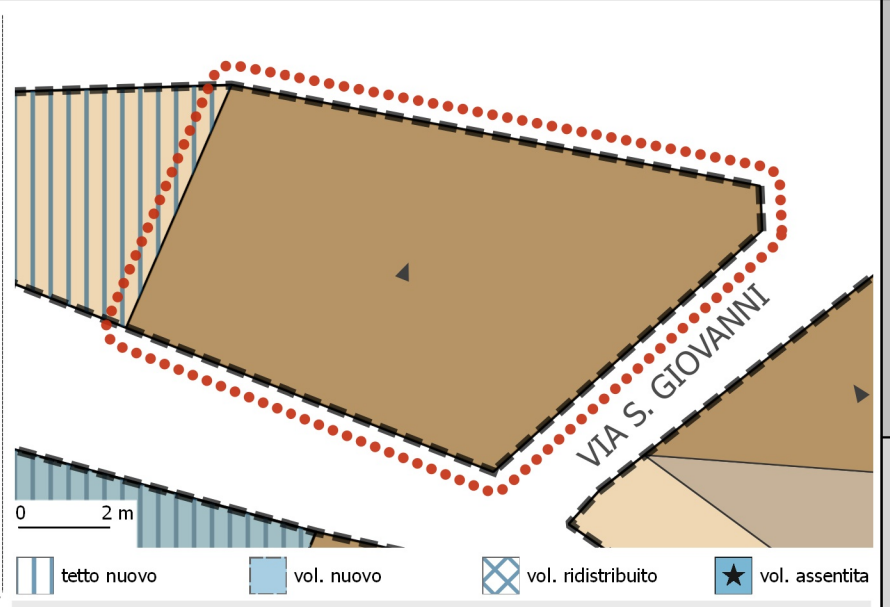 VIA S. GIOVANNI
0 2 m
tetto nuovo vol. nuovo vol. ridistribuito vol. assentita